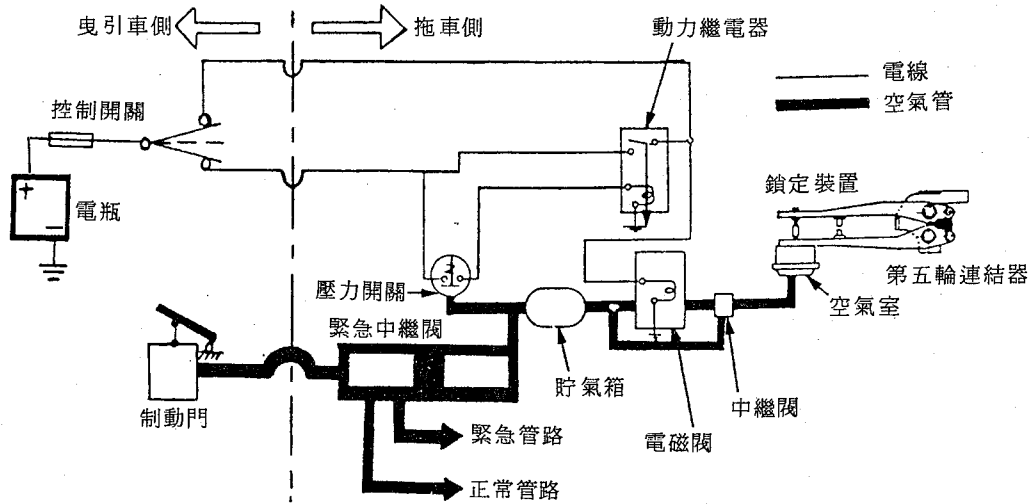 曳引車側
拖車側
動力繼電器
電線
空氣管
控制開關
+
−
電瓶
鎖定裝置
第五輪連結器
空氣室
壓力開關
緊急中繼閥
貯氣箱
中繼閥
電磁閥
制動門
緊急管路
正常管路